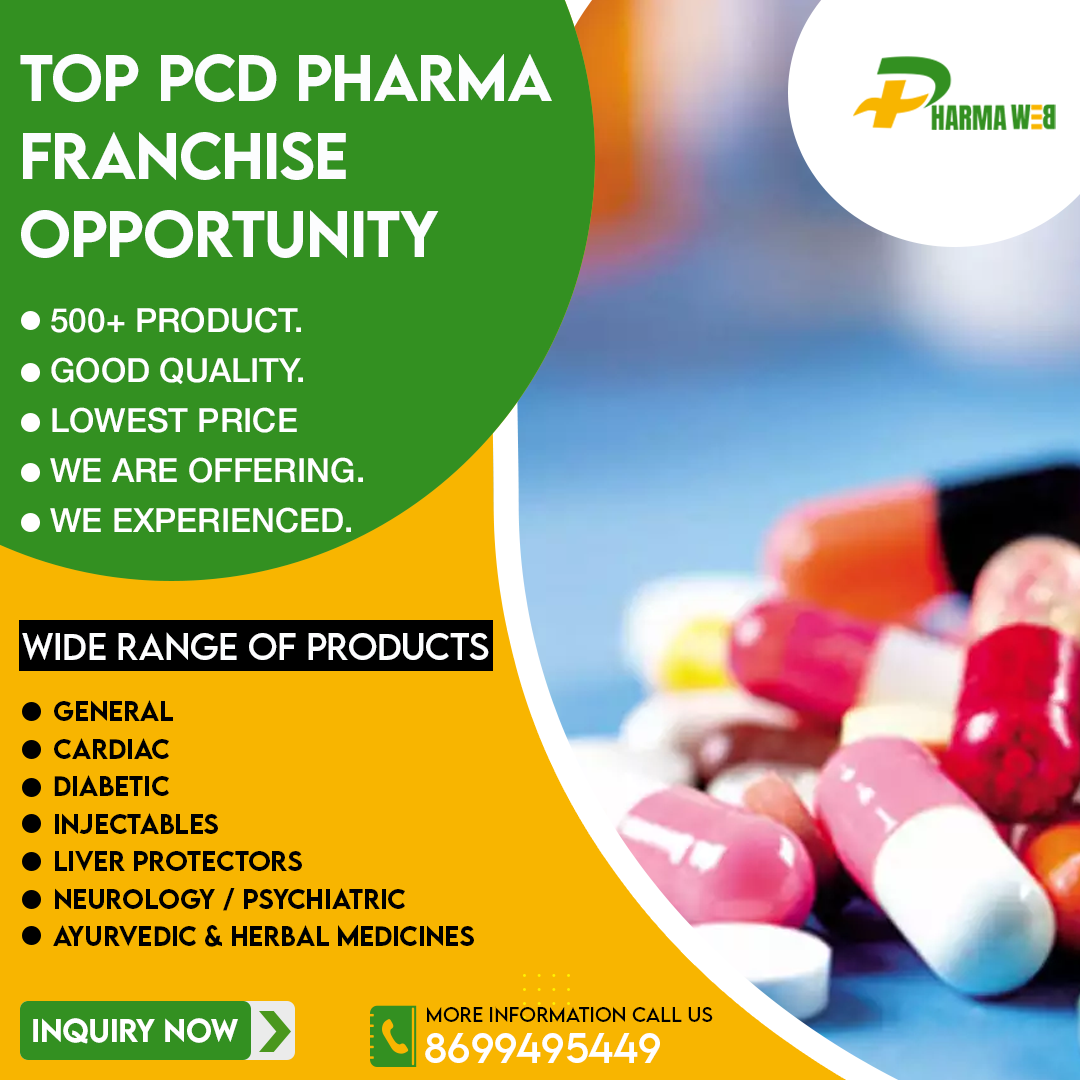 TOP PCD PHARMA
FRANCHISE
OPPORTUNITY
PHARMA WEB
500+ PRODUCT.
GOOD QUALITY.
LOWEST PRICE
WE ARE OFFERING.
WE EXPERIENCED.
WIDE RANGE OF PRODUCTS
GENERAL
CARDIAC
DIABETIC
INJECTABLES
LIVER PROTECTORS
NEUROLOGY / PSYCHIATRIC
AYURVEDIC & HERBAL MEDICINES
INQUIRY NOW
MORE INFORMATION CALL US
8699495449